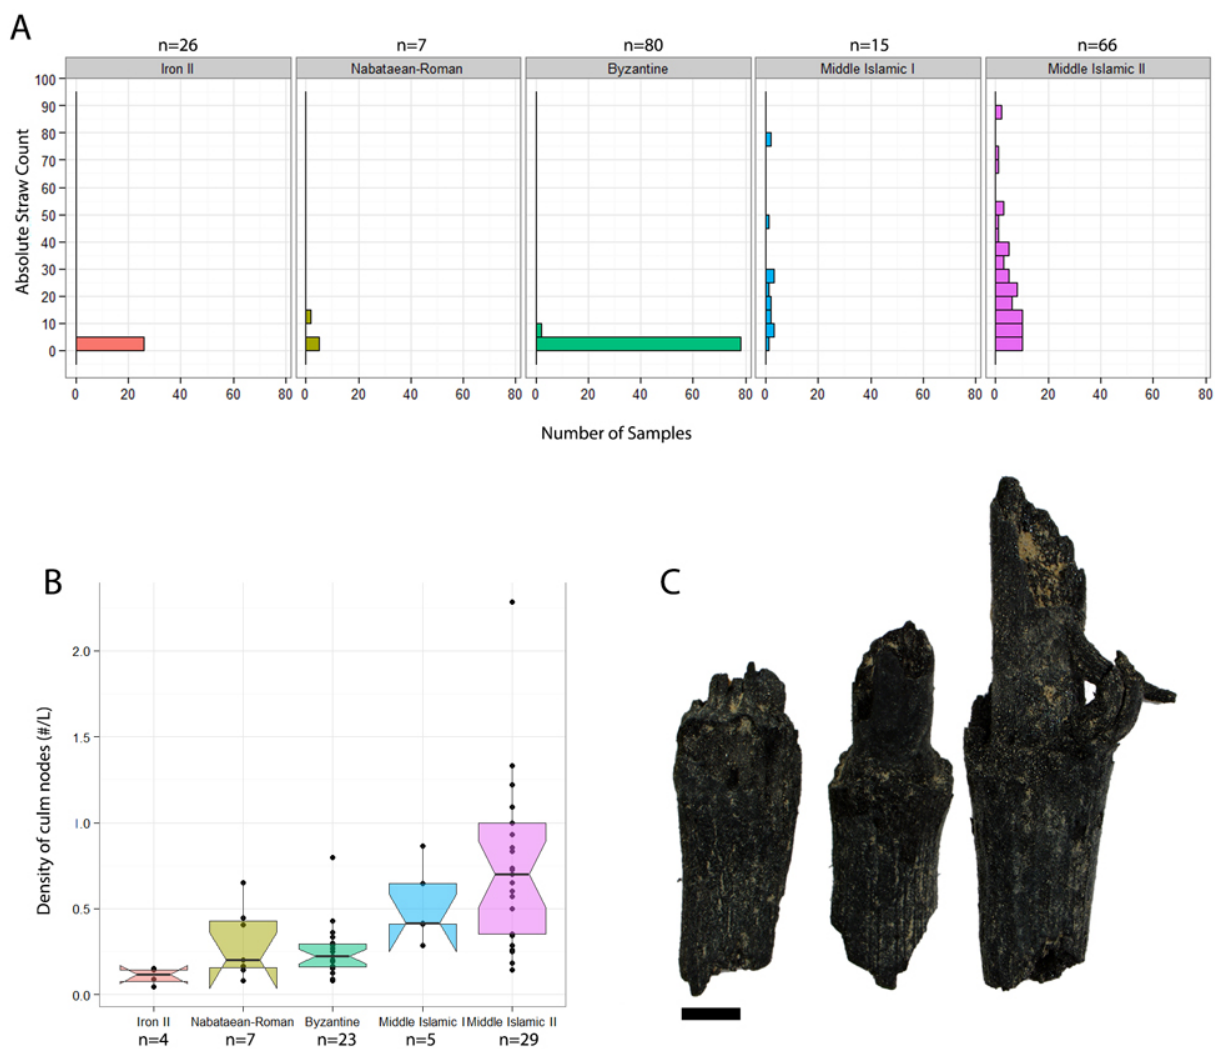 A
n=26 n=7 n=80 n=15 n=66
Iron II Nabataean-Roman Byzantine Middle Islamic I Middle Islamic II
Absolute Straw Count
100
90
80
70
60
50
40
30
20
10
0
0 20 40 60 80 0 20 40 60 80 0 20 40 60 80 0 20 40 60 80 0 20 40 60 80
Number of Samples
B
Density of culm nodes (#/L)
2.0
1.5
1.0
0.5
0.0
Iron II Nabataean-Roman Byzantine Middle Islamic I Middle Islamic II
n=4 n=7 n=23 n=5 n=29
C